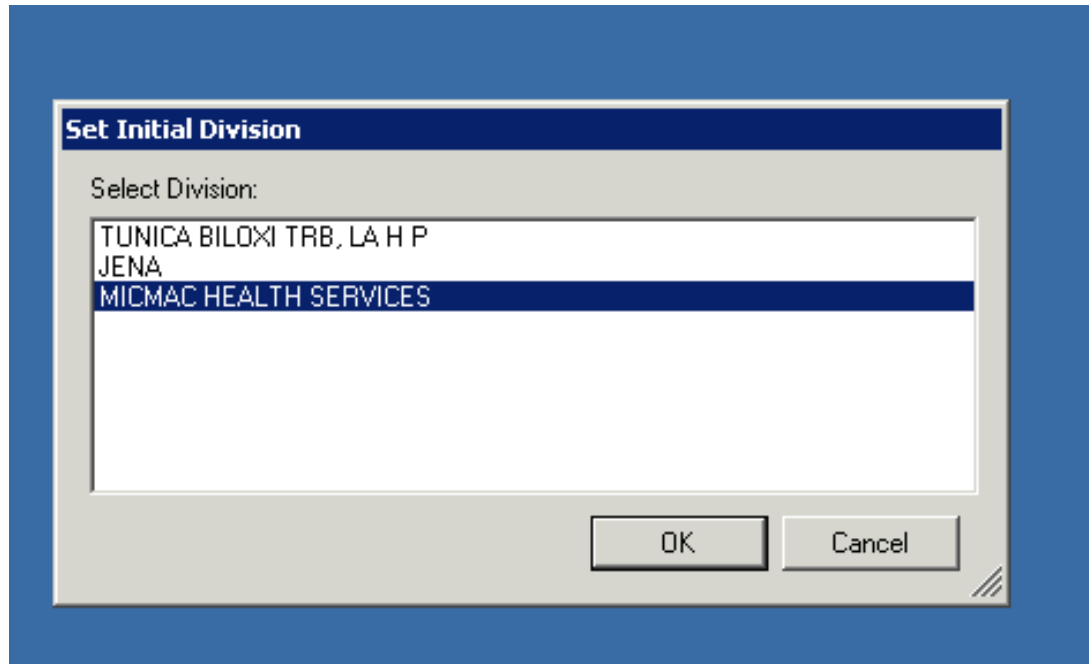 Set Initial Division
Select Division:
TUNICA BILOXI TRB, LA H P
JENA
MICMAC HEALTH SERVICES
OK Cancel